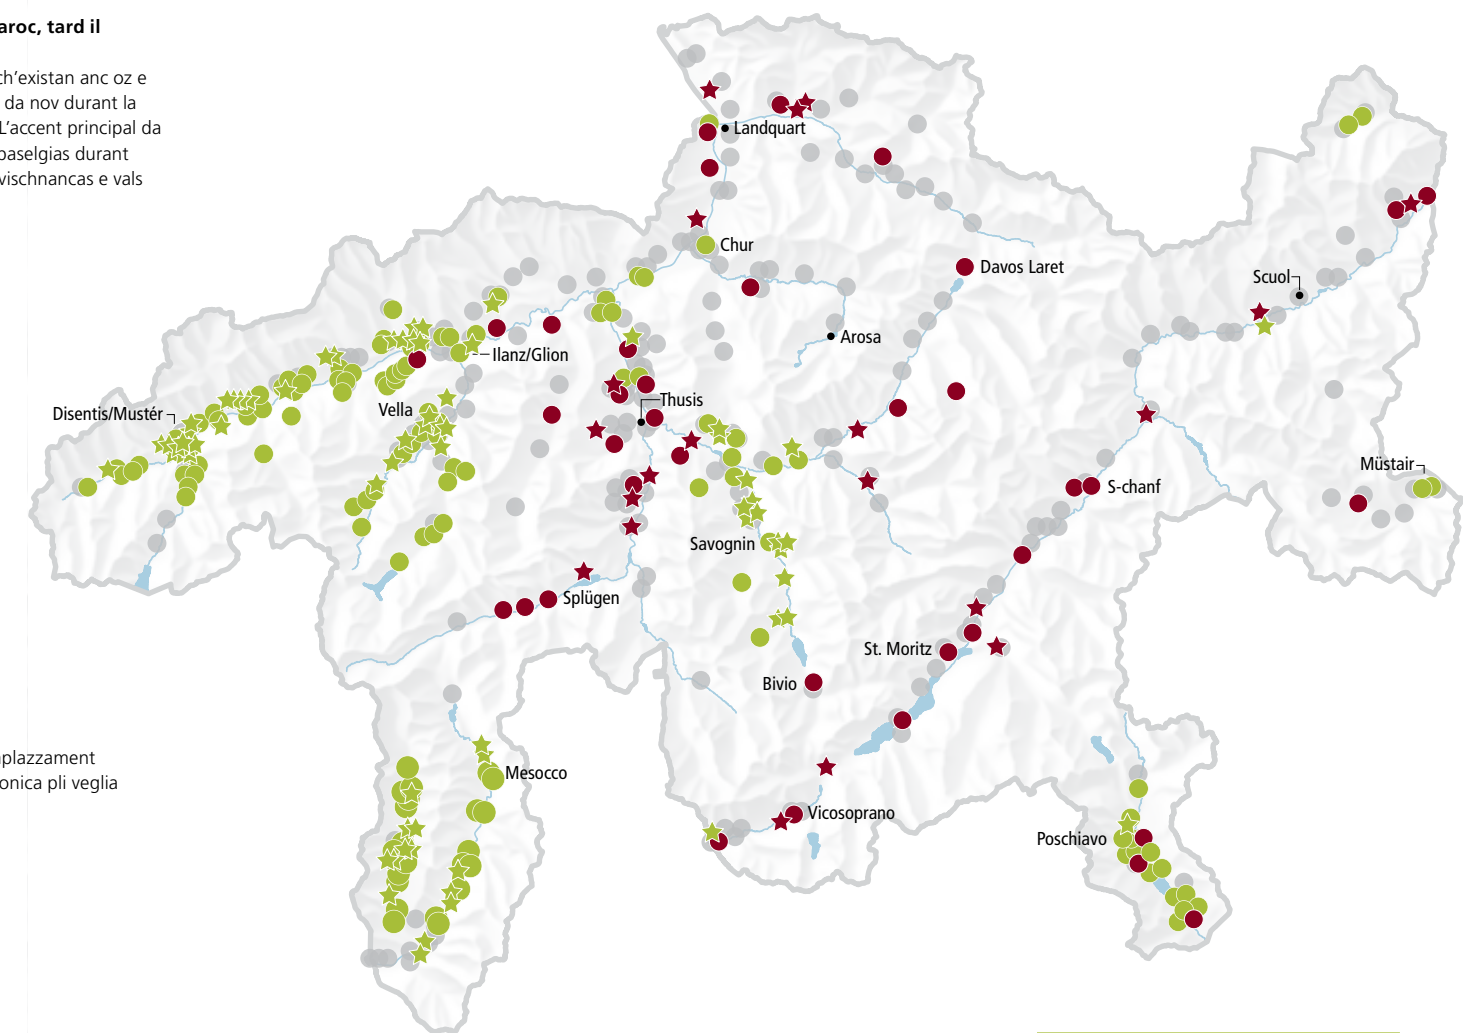 aroc, tard il
ch’existan anc oz e
da nov durant la
L’accent principal da
baselgias durant
vischnancas e vals
Landquart
Chur
Davos Laret
Scuol
Arosa
Ilanz/Glion
Thusis
Vella
Disentis/Mustér
Müstair
S-chanf
Savognin
Splügen
St. Moritz
Bivio
plazzament
onica pli veglia
Mesocco
Vicosoprano
Poschiavo